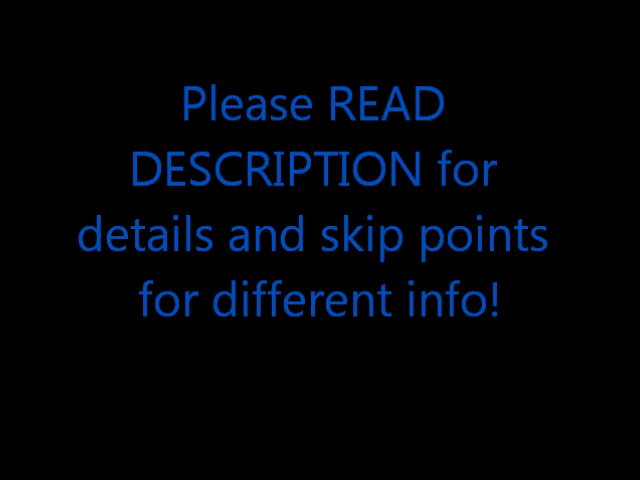 Please READ
DESCRIPTION for
details and skip points
for different info!